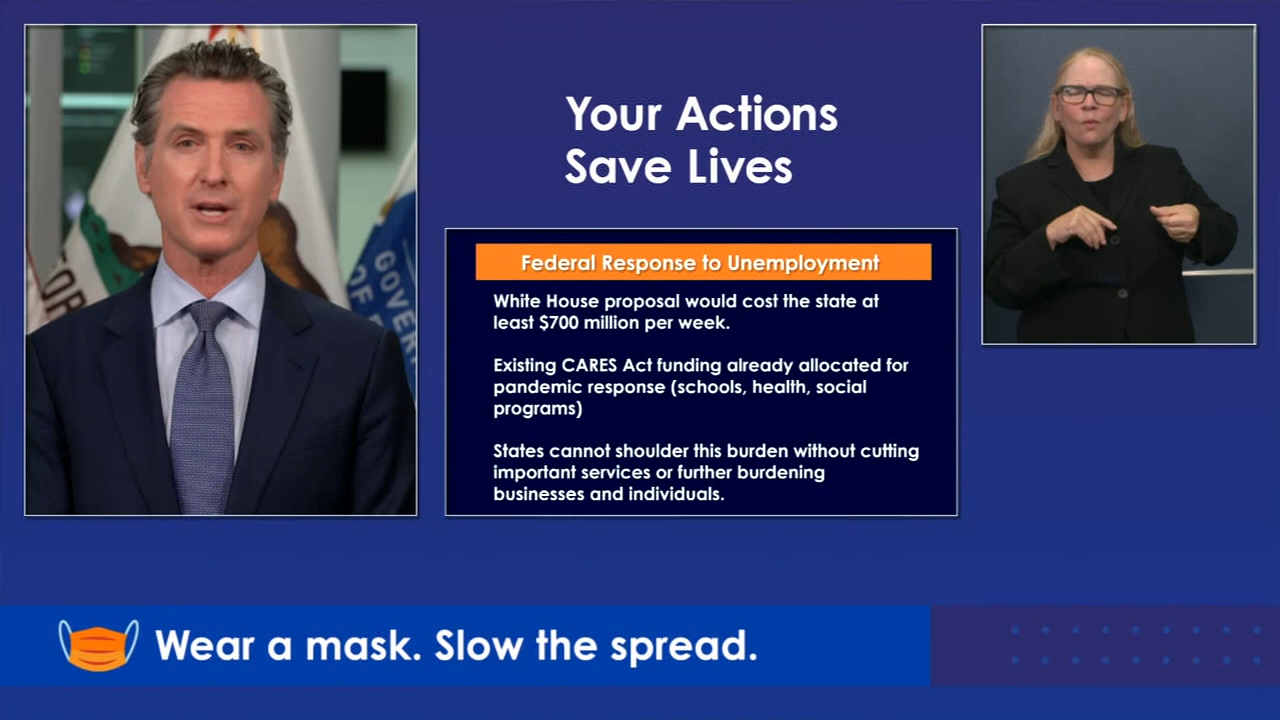 Your Actions
Save Lives
Federal Response to Unemployment
White House proposal would cost the state at
least $700 million per week.
Existing CARES Act funding already allocated for
pandemic response (schools, health, social
programs)
States cannot shoulder this burden without cutting
important services or further burdening
businesses and individuals.
Wear a mask. Slow the spread.